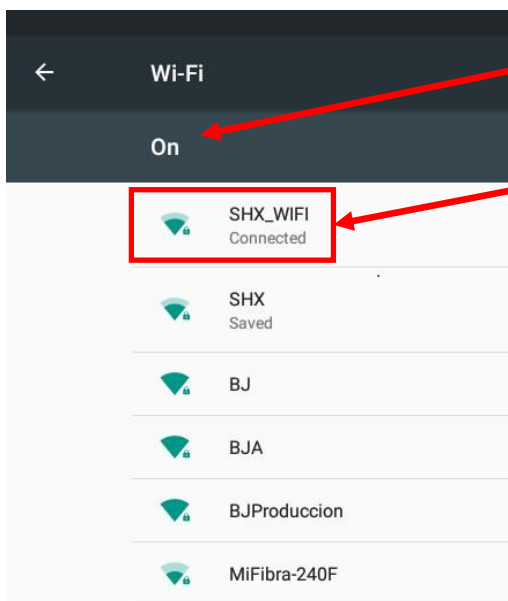 Wi-Fi
On
SHX_WIFI
Connected
SHX
Saved
BJ
BJA
BJProduccion
MiFibra-240F